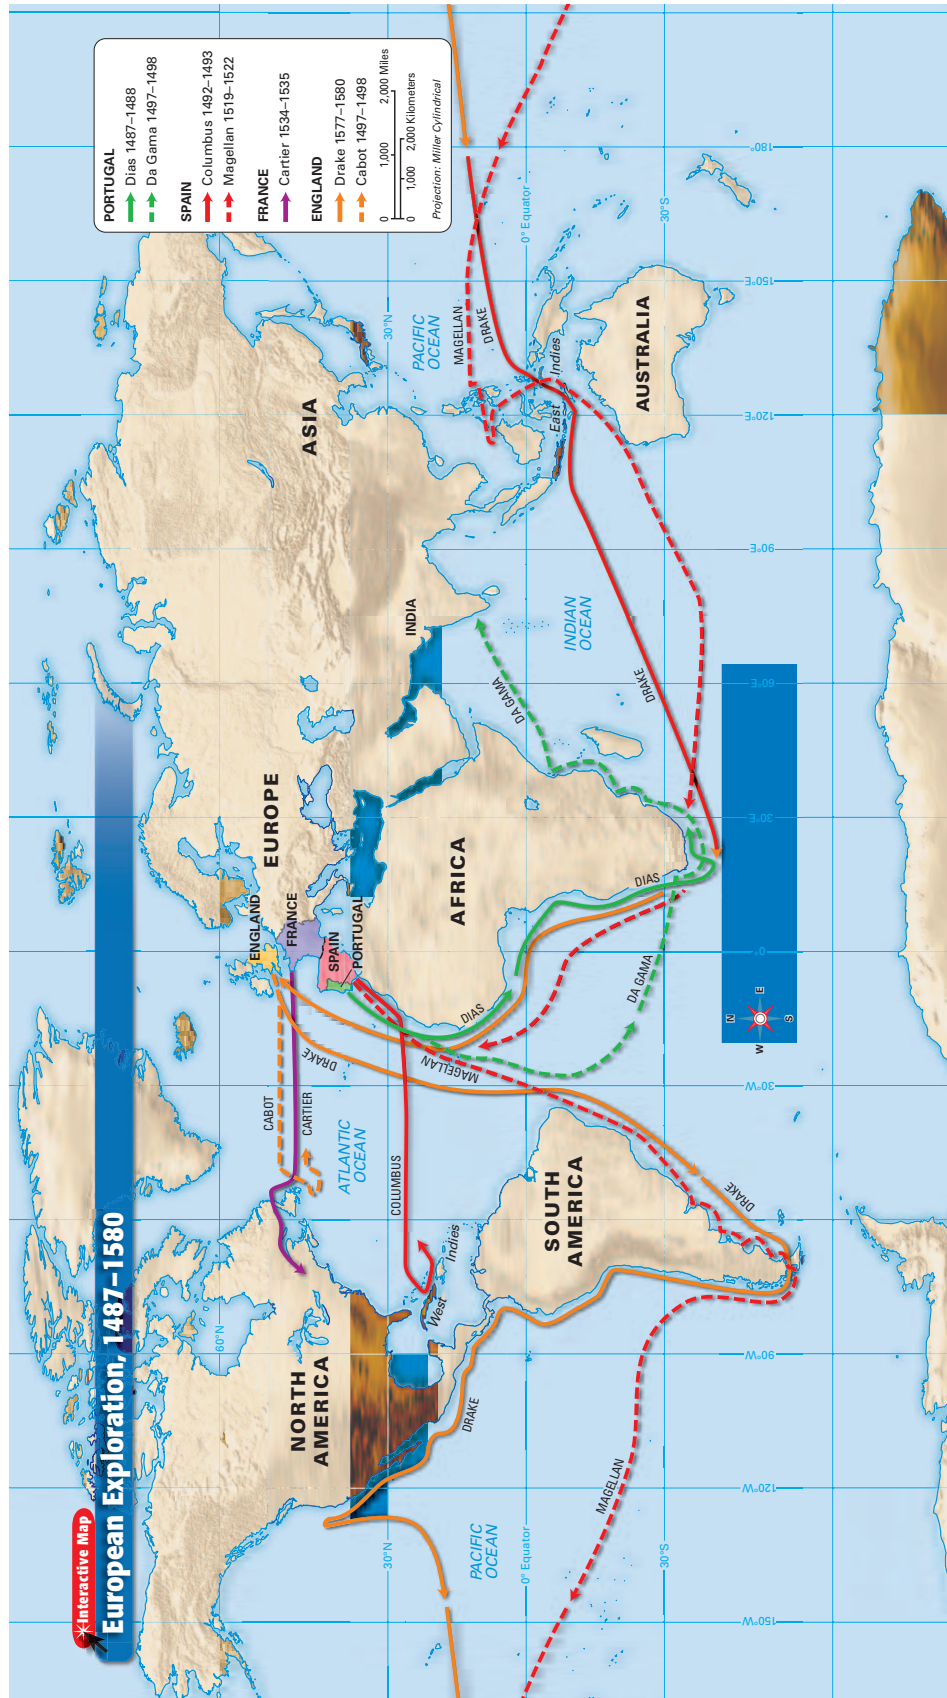 Interactive Map
European Exploration, 1487–1580
PORTUGAL
Dias 1487–1488
Da Gama 1497–1498
SPAIN
Columbus 1492–1493
Magellan 1519–1522
FRANCE
Cartier 1534–1535
ENGLAND
Drake 1577–1580
Cabot 1497–1498
0 1,000 2,000 Miles
0 1,000 2,000 Kilometers
Projection: Miller Cylindrical
60°N
NORTH
AMERICA
CABOT
CARTIER
DRAKE
ATLANTIC
OCEAN
ENGLAND
FRANCE
SPAIN
PORTUGAL
EUROPE
ASIA
30°N
30°N
COLUMBUS
West
Indies
DRAKE
MAGELLAN
DIAS
AFRICA
INDIA
PACIFIC
OCEAN
MAGELLAN
DRAKE
PACIFIC
OCEAN
0° Equator
0° Equator
SOUTH
AMERICA
DA GAMA
DIAS
DA GAMA
INDIAN
OCEAN
DRAKE
East
Indies
AUSTRALIA
MAGELLAN
30°S
30°S
DRAKE
N
W
E
S
150°W
120°W
90°W
30°W
0°
30°E
60°E
90°E
120°E
150°E
180°